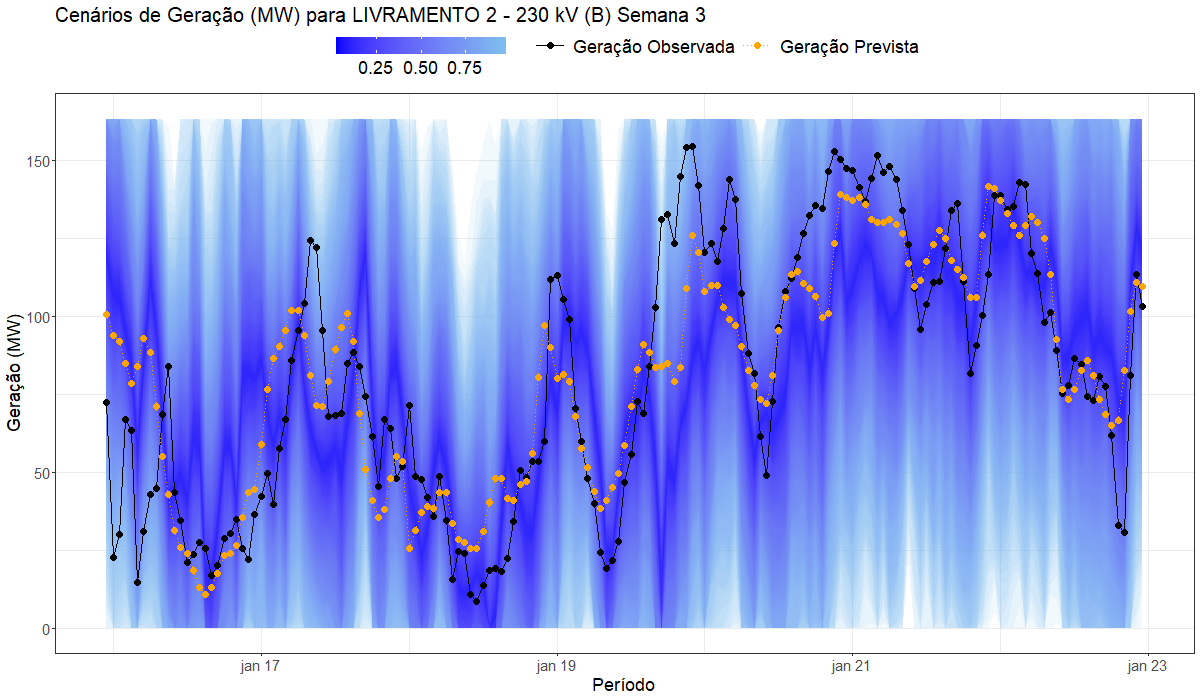 Cenários de Geração (MW) para LIVRAMENTO 2 - 230 kV (B) Semana 3
0.25 0.50 0.75
Geração Observada
Geração Prevista
Geração (MW)
150
100
50
0
jan 17
jan 19
jan 21
jan 23
Período